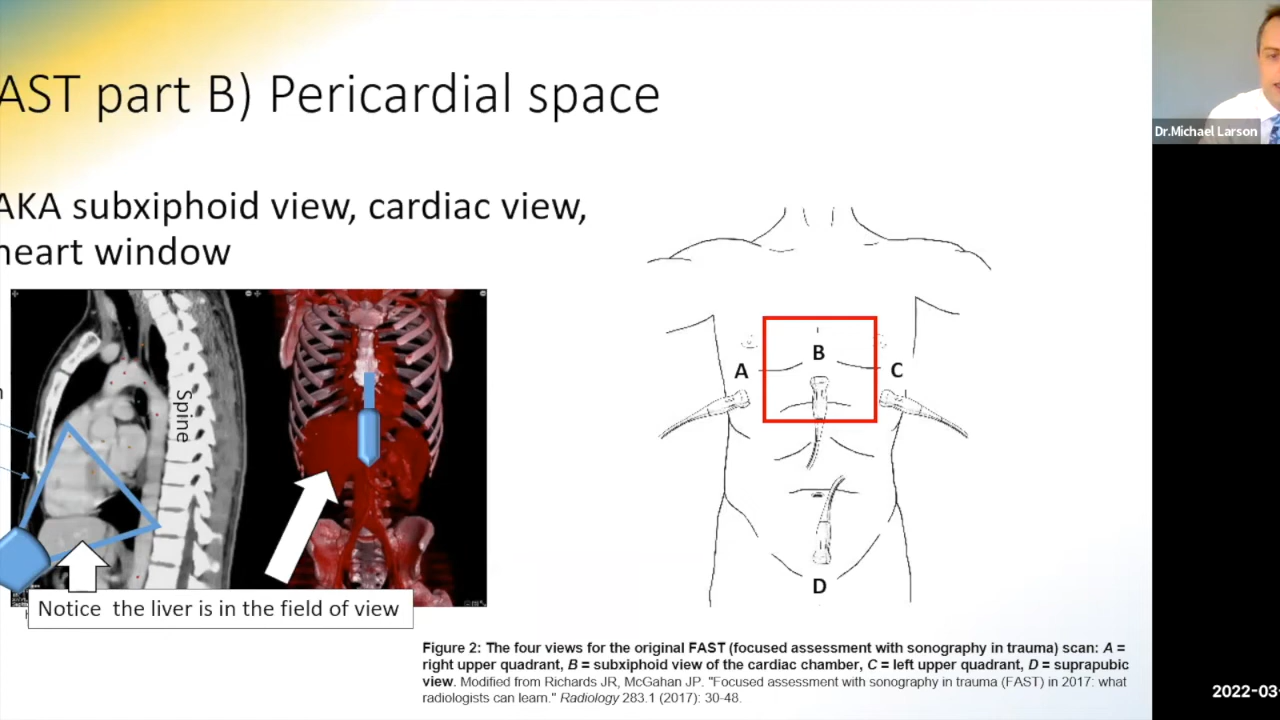 AST part B) Pericardial space
AKA subxiphoid view, cardiac view,
heart window
Spine
Notice the liver is in the field of view
A
B
C
D
Figure 2: The four views for the original FAST (focused assessment with sonography in trauma) scan: A =
right upper quadrant, B = subxiphoid view of the cardiac chamber, C = left upper quadrant, D = suprapubic
view. Modified from Richards JR, McGahan JP. "Focused assessment with sonography in trauma (FAST) in 2017: what
radiologists can learn." Radiology 283.1 (2017): 30-48.
Dr.Michael Larson
2022-03-